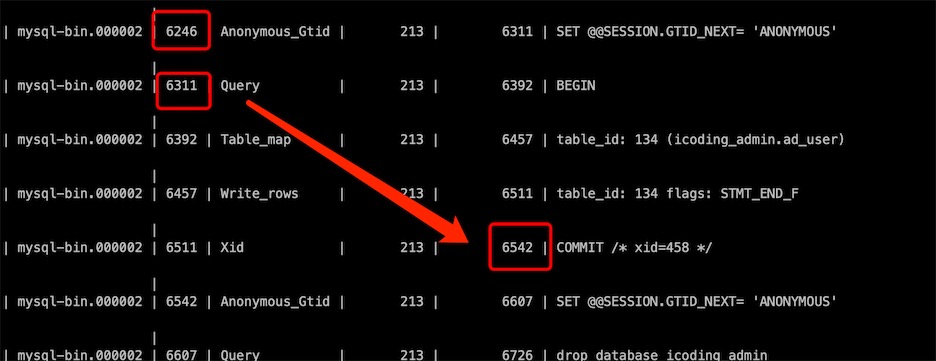 | mysql-bin.000002 | 6246 | Anonymous_Gtid | 213 | 6311 | SET @@SESSION.GTID_NEXT= 'ANONYMOUS'
|
| mysql-bin.000002 | 6311 | Query | 213 | 6392 | BEGIN
|
| mysql-bin.000002 | 6392 | Table_map | 213 | 6457 | table_id: 134 (icoding_admin.ad_user)
|
| mysql-bin.000002 | 6457 | Write_rows | 213 | 6511 | table_id: 134 flags: STMT_END_F
|
| mysql-bin.000002 | 6511 | Xid | 213 | 6542 | COMMIT /* xid=458 */
|
| mysql-bin.000002 | 6542 | Anonymous_Gtid | 213 | 6607 | SET @@SESSION.GTID_NEXT= 'ANONYMOUS'
|
| mysql-bin.000002 | 6607 | Query | 213 | 6726 | drop database icoding_admin